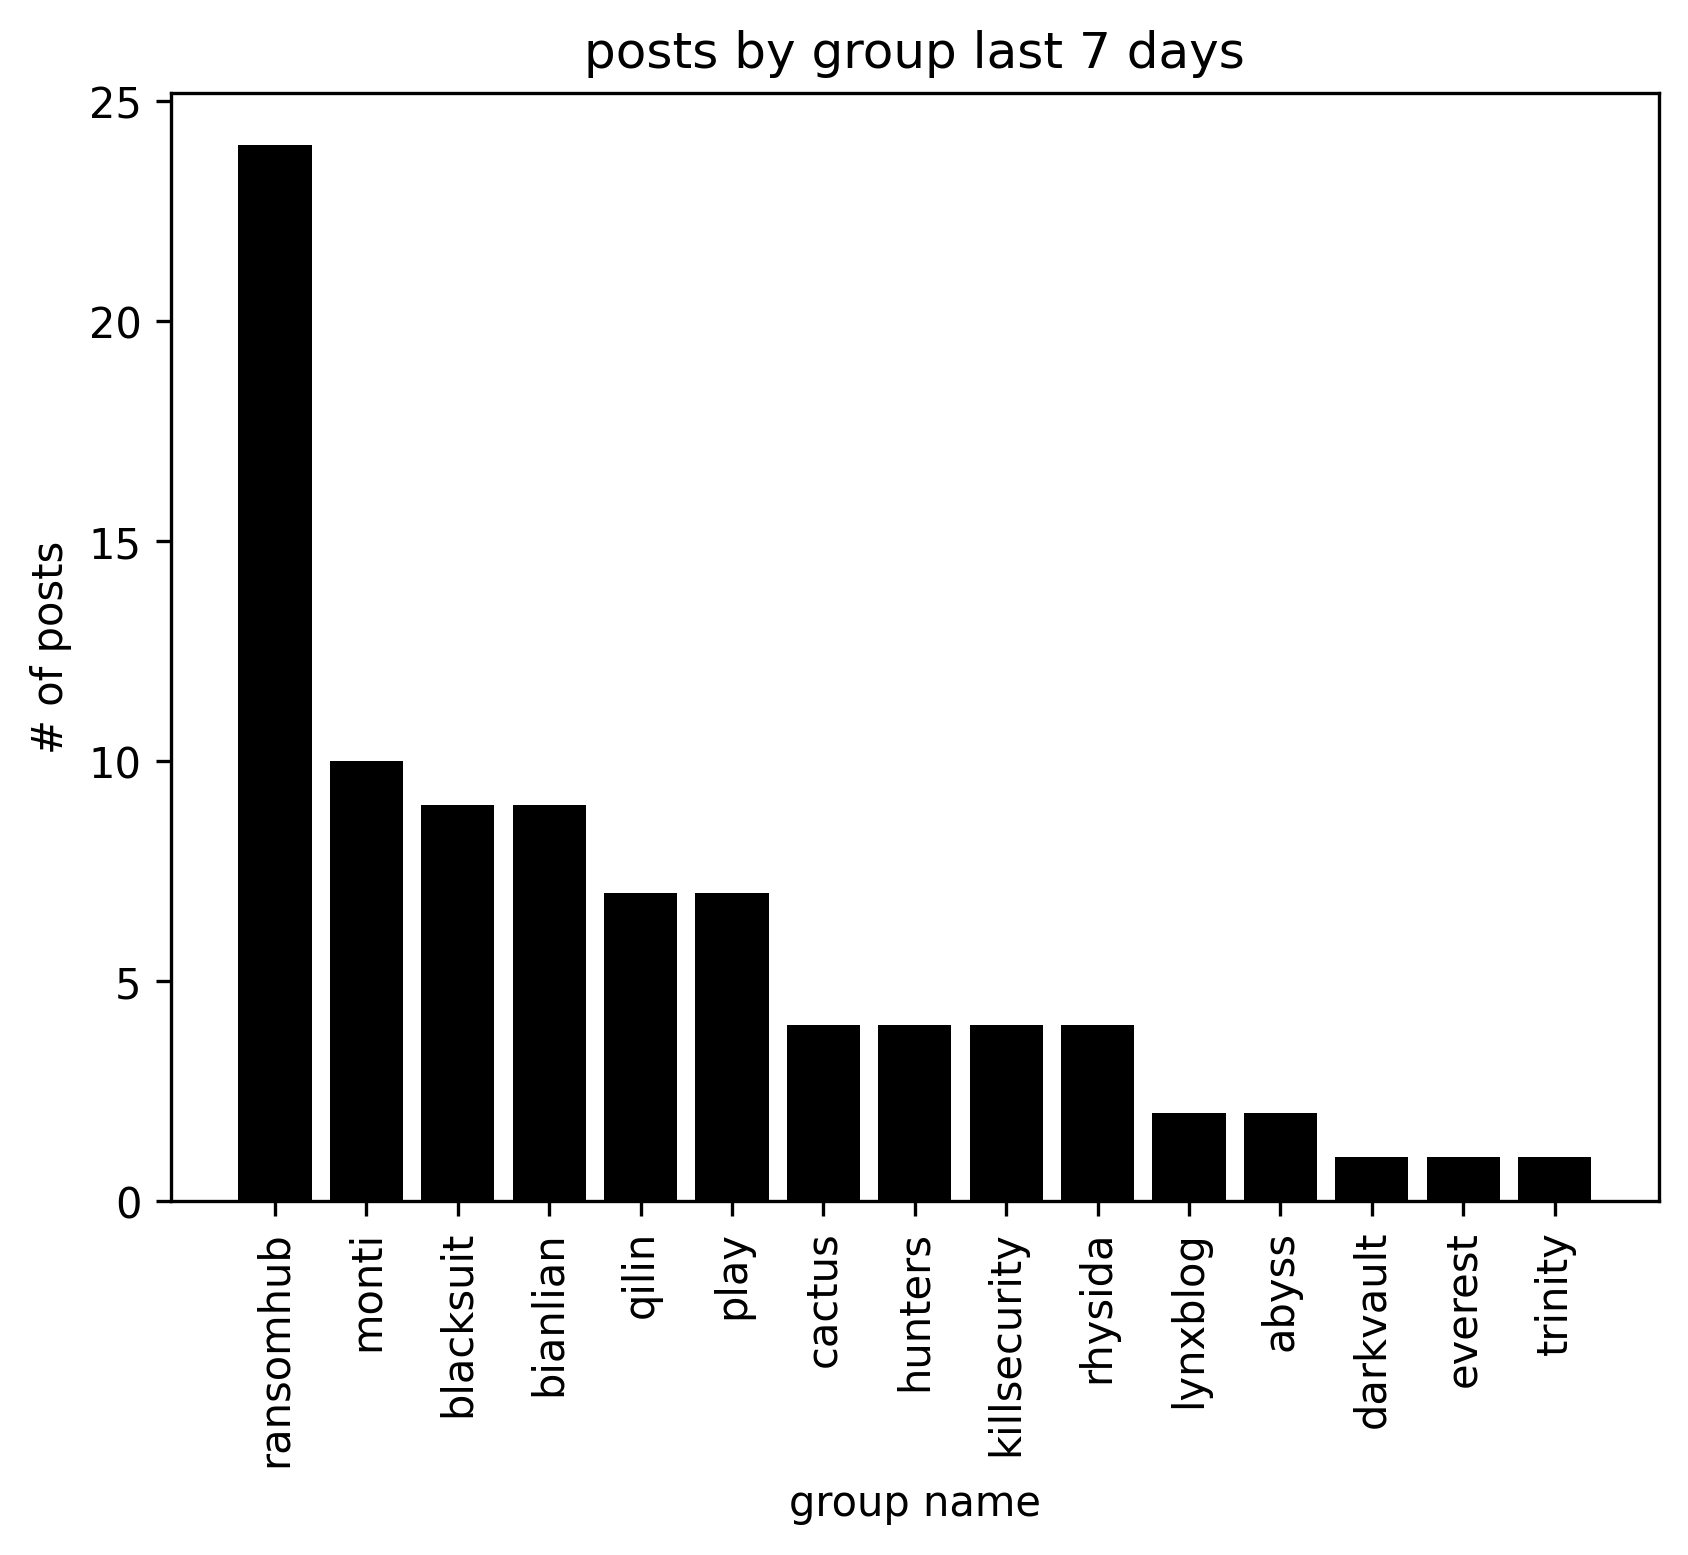 posts by group last 7 days
25
20
15
10
5
0
# of posts
ransomhub
monti
blacksuit
bianlian
qilin
play
cactus
hunters
killsecurity
rhysida
lynxblog
abyss
darkvault
everest
trinity
group name